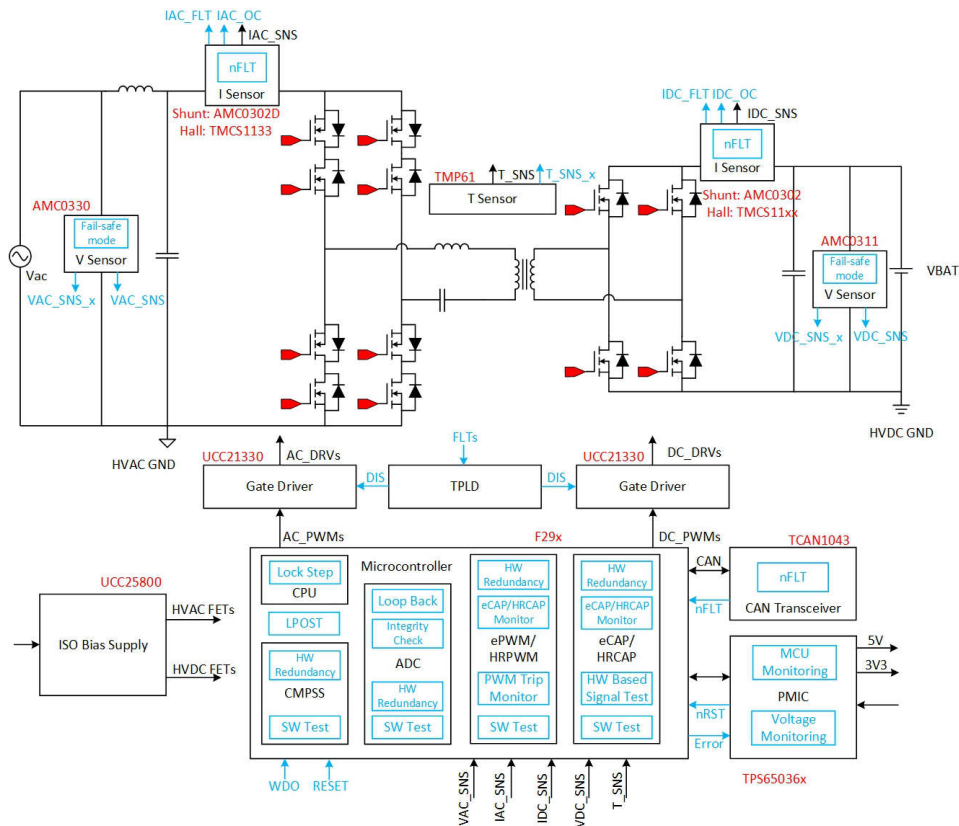 IAC_FLT IAC_OC
IAC_SNS
nFLT
I Sensor
Shunt: AMC0302D
Hall: TMCS1133
IDC_FLT IDC_OC
IDC_SNS
nFLT
I Sensor
Shunt: AMC0302
Hall: TMCS11xx
TMP61
T_SNS
T_SNS_x
T Sensor
AMC0330
Fail-safe
mode
V Sensor
Vac
VAC_SNS_x
VAC_SNS
AMC0311
Fail-safe
mode
V Sensor
VBAT
VDC_SNS_x
VDC_SNS
HVAC GND
HVDC GND
UCC21330
AC_DRVs
Gate Driver
DIS
FLTs
TPLD
DIS
UCC21330
DC_DRVs
Gate Driver
AC_PWMs
F29x
DC_PWMs
UCC25800
ISO Bias Supply
HVAC FETs
HVDC FETs
Microcontroller
Lock Step
CPU
LPOST
HW
Redundancy
CMPSS
SW Test
Loop Back
Integrity
Check
ADC
HW
Redundancy
SW Test
HW
Redundancy
eCAP/HRCAP
Monitor
ePWM/
HRPWM
PWM Trip
Monitor
SW Test
HW
Redundancy
eCAP/HRCAP
Monitor
eCAP/
HRCAP
HW Based
Signal Test
SW Test
TCAN1043
CAN
nFLT
nFLT
CAN Transceiver
MCU
Monitoring
PMIC
Voltage
Monitoring
5V
3V3
nRST
Error
TPS65036x
WDO
RESET
VAC_SNS
IAC_SNS
IDC_SNS
VDC_SNS
T_SNS